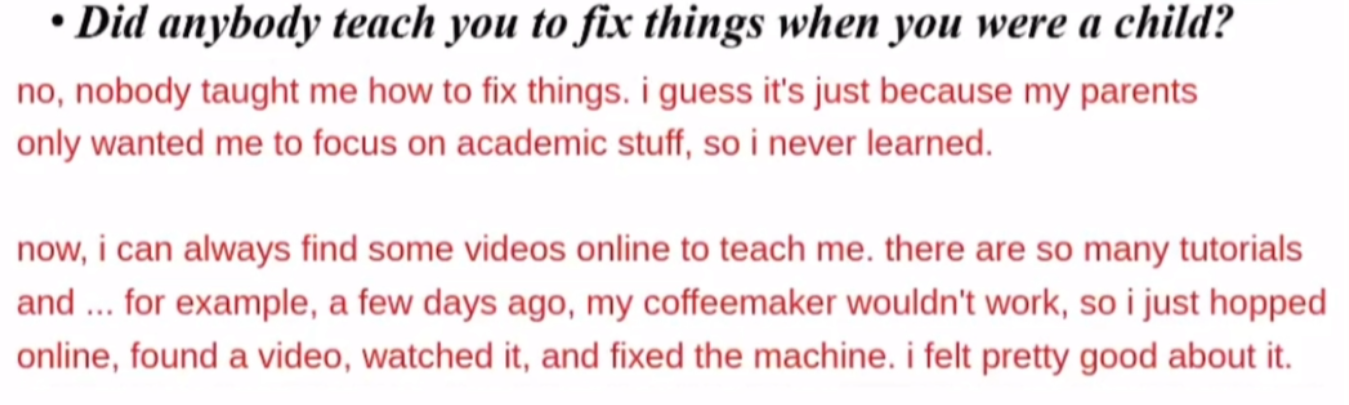 • Did anybody teach you to fix things when you were a child?
no, nobody taught me how to fix things. i guess it's just because my parents
only wanted me to focus on academic stuff, so i never learned.
now, i can always find some videos online to teach me. there are so many tutorials
and ... for example, a few days ago, my coffeemaker wouldn't work, so i just hopped
online, found a video, watched it, and fixed the machine. i felt pretty good about it.